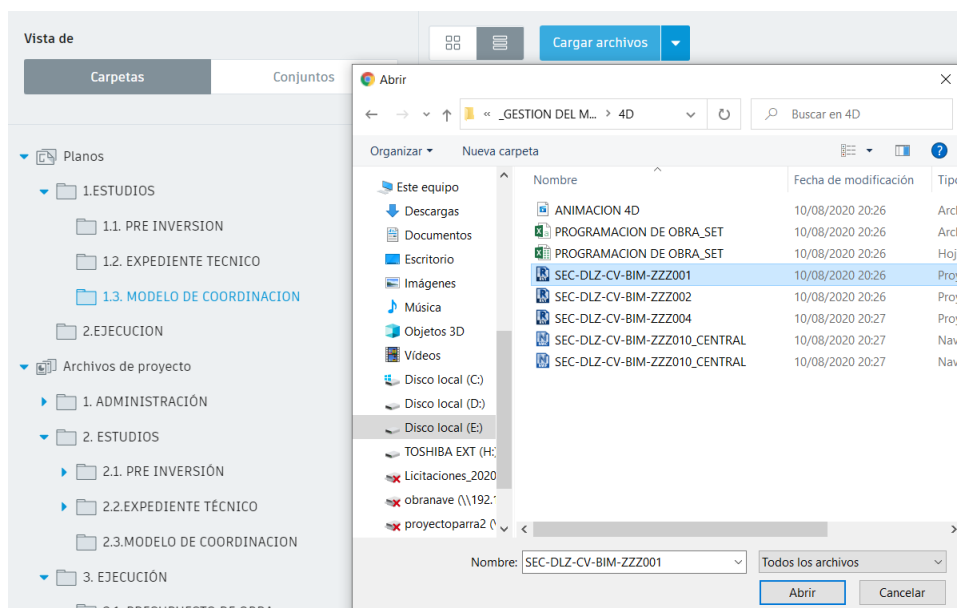 Vista de
Carpetas
Conjuntos
Planos
1.ESTUDIOS
1.1. PRE INVERSION
1.2. EXPEDIENTE TECNICO
1.3. MODELO DE COORDINACION
2.EJECUCION
Archivos de proyecto
1. ADMINISTRACIÓN
2. ESTUDIOS
2.1. PRE INVERSIÓN
2.2.EXPEDIENTE TÉCNICO
2.3.MODELO DE COORDINACION
3. EJECUCIÓN
Cargar archivos
Abrir
« _GESTION DEL M... > 4D
Buscar en 4D
Organizar
Nueva carpeta
?
Este equipo
Descargas
Documentos
Escritorio
Imágenes
Música
Objetos 3D
Vídeos
Disco local (C:)
Disco local (D:)
Disco local (E:)
TOSHIBA EXT (H:
Licitaciones_2020
obranave (\\192.1
proyectoparra2 (\
Nombre Fecha de modificación Tipo
ANIMACION 4D 10/08/2020 20:26 Arcl
PROGRAMACION DE OBRA_SET 10/08/2020 20:26 Arcl
PROGRAMACION DE OBRA_SET 10/08/2020 20:26 Hoj
SEC-DLZ-CV-BIM-ZZZ001 10/08/2020 20:26 Proy
SEC-DLZ-CV-BIM-ZZZ002 10/08/2020 20:26 Proy
SEC-DLZ-CV-BIM-ZZZ004 10/08/2020 20:27 Proy
SEC-DLZ-CV-BIM-ZZZ010_CENTRAL 10/08/2020 20:27 Nav
SEC-DLZ-CV-BIM-ZZZ010_CENTRAL 10/08/2020 20:27 Nav
Nombre: SEC-DLZ-CV-BIM-ZZZ001 Todos los archivos
Abrir Cancelar